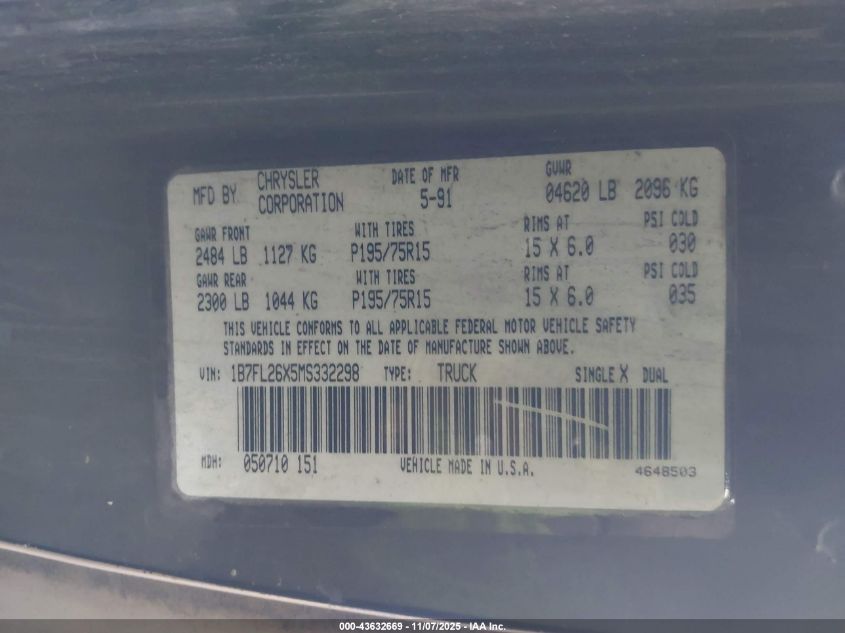 MFD BY CHRYSLER CORPORATION DATE OF MFR 5-91 GVWR 04620 LB 2096 KG
GAWR FRONT WITH TIRES RIMS AT PSI COLD
2484 LB 1127 KG P195/75R15 15 X 6.0 030
GAWR REAR WITH TIRES RIMS AT PSI COLD
2300 LB 1044 KG P195/75R15 15 X 6.0 035
THIS VEHICLE CONFORMS TO ALL APPLICABLE FEDERAL MOTOR VEHICLE SAFETY
STANDARDS IN EFFECT ON THE DATE OF MANUFACTURE SHOWN ABOVE.
VIN: 1B7FL26X5MS332298 TYPE: TRUCK SINGLE X DUAL
MDH: 050710 151 VEHICLE MADE IN U.S.A. 4648503
000-43632669 - 11/07/2025 - © IAA Inc.